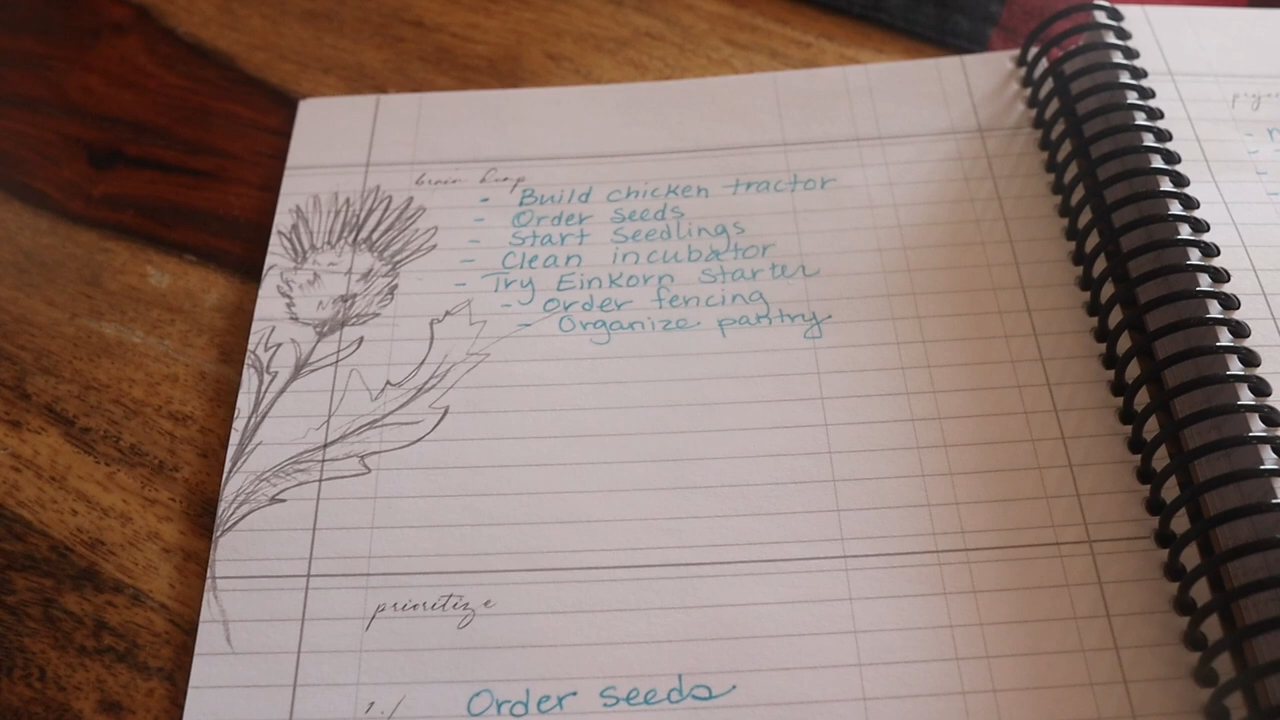 brain dump
- Build chicken tractor
- Order seeds
- Start Seedlings
- Clean incubator
- Try Einkorn starter
- Order fencing
- Organize pantry
prioritize
1./ Order seeds